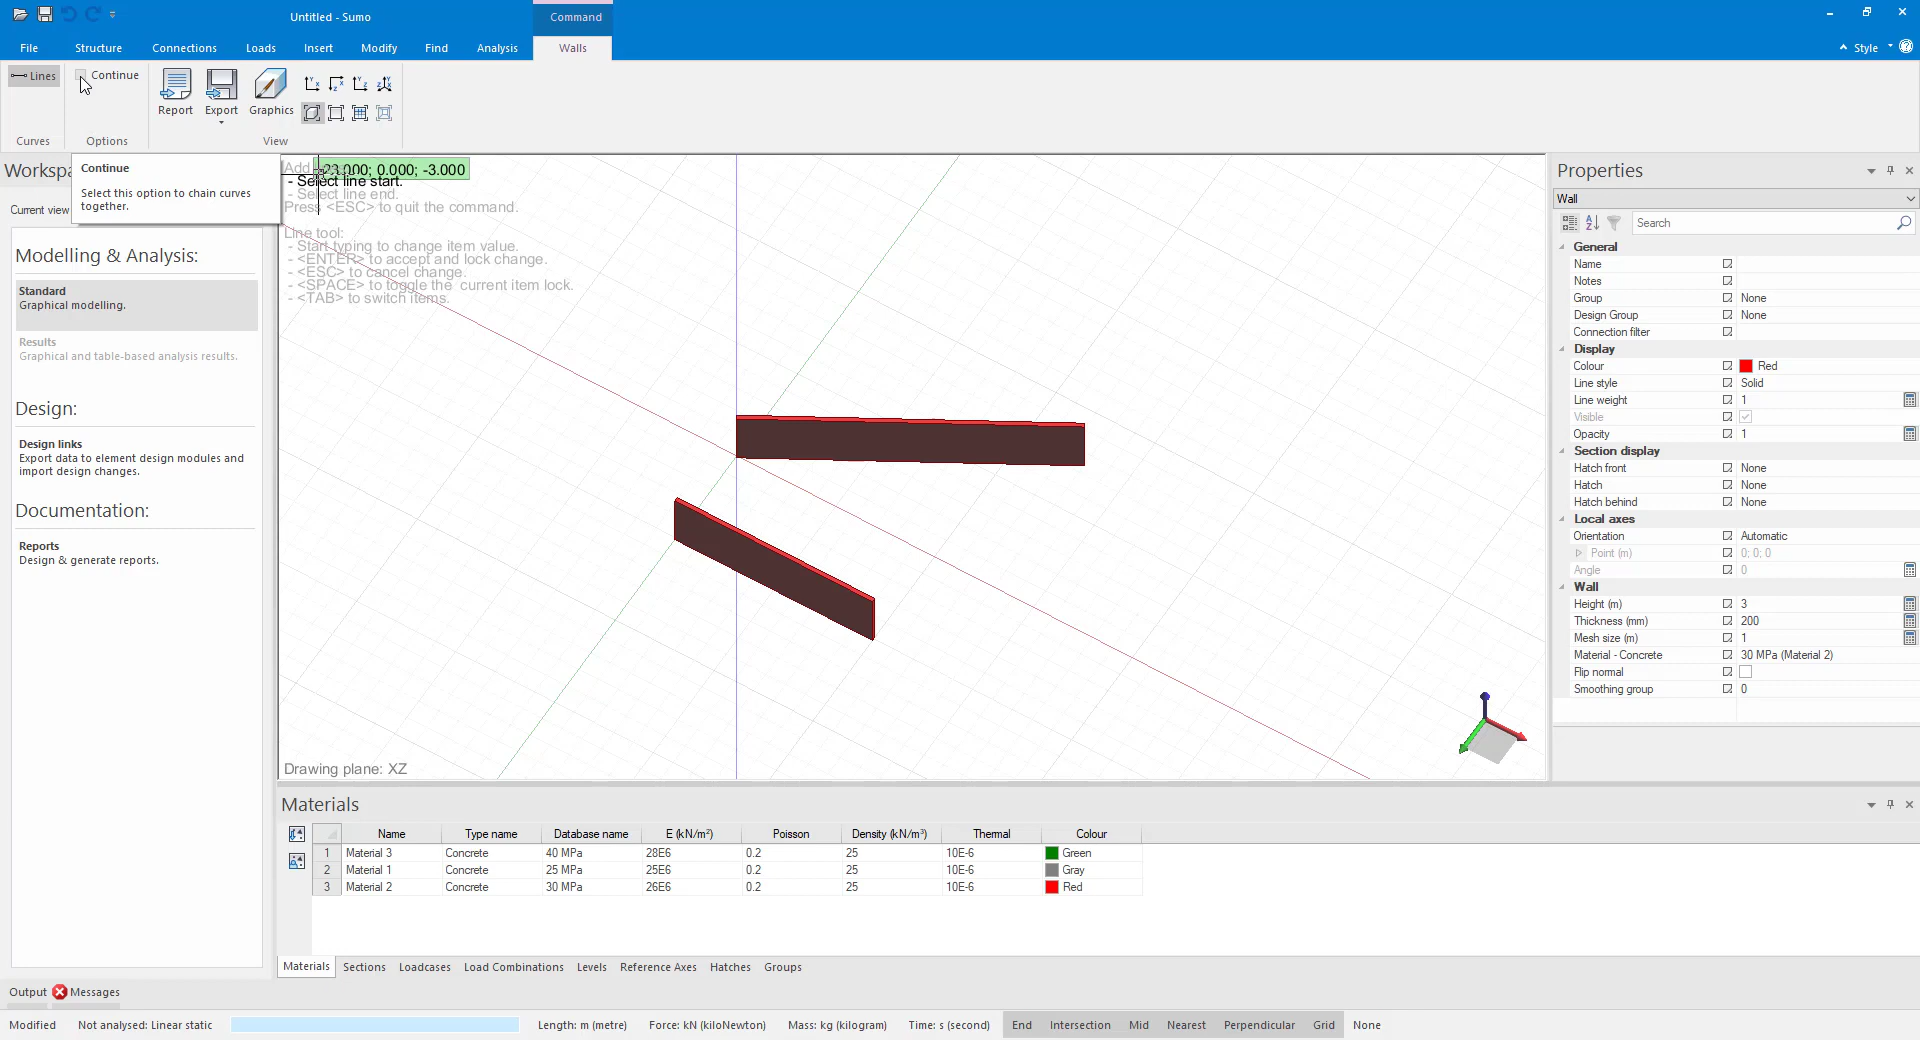 Untitled - Sumo
Command
File
Structure
Connections
Loads
Insert
Modify
Find
Analysis
Walls
Style
Lines
Continue
Report
Export
Graphics
Curves
Options
View
Continue
Select this option to chain curves
together.
Current view
Modelling & Analysis:
Standard
Graphical modelling.
Results
Graphical and table-based analysis results.
Design:
Design links
Export data to element design modules and
import design changes.
Documentation:
Reports
Design & generate reports.
Add
0; 0.000; -3.000
- Select line start.
- Select line end.
Press <ESC> to quit the command.
Line tool:
- Start typing to change item value.
- <ENTER> to accept and lock change.
- <ESC> to cancel change.
- <SPACE> to toggle the current item lock.
- <TAB> to switch items.
Drawing plane: XZ
Properties
Wall
Search
General
Name
Notes
Group None
Design Group None
Connection filter
Display
Colour Red
Line style Solid
Line weight 1
Visible
Opacity 1
Section display
Hatch front None
Hatch None
Hatch behind None
Local axes
Orientation Automatic
Point (m) 0; 0; 0
Angle 0
Wall
Height (m) 3
Thickness (mm) 200
Mesh size (m) 1
Material - Concrete 30 MPa (Material 2)
Flip normal
Smoothing group 0
Materials
Name Type name Database name E (kN/m²) Poisson Density (kN/m³) Thermal Colour
1 Material 3 Concrete 40 MPa 28E6 0.2 25 10E-6 Green
2 Material 1 Concrete 25 MPa 25E6 0.2 25 10E-6 Gray
3 Material 2 Concrete 30 MPa 26E6 0.2 25 10E-6 Red
Materials Sections Loadcases Load Combinations Levels Reference Axes Hatches Groups
Output Messages
Modified Not analysed: Linear static Length: m (metre) Force: kN (kiloNewton) Mass: kg (kilogram) Time: s (second) End Intersection Mid Nearest Perpendicular Grid None